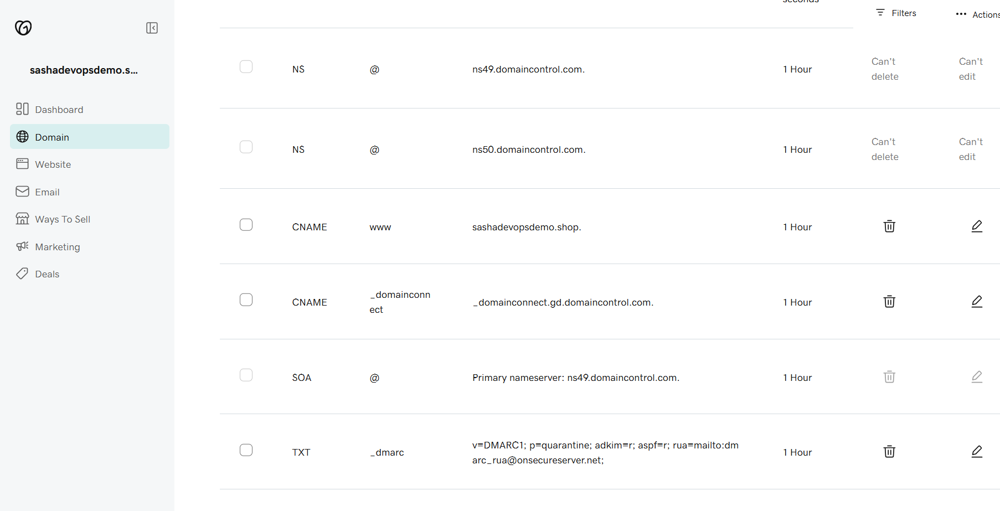 seconds
Filters
Actions
sashadevopsdemo.s...
Dashboard
Domain
Website
Email
Ways To Sell
Marketing
Deals
NS @ ns49.domaincontrol.com. 1 Hour Can't delete Can't edit
NS @ ns50.domaincontrol.com. 1 Hour Can't delete Can't edit
CNAME www sashadevopsdemo.shop. 1 Hour
CNAME _domainconn
ect _domainconnect.gd.domaincontrol.com. 1 Hour
SOA @ Primary nameserver: ns49.domaincontrol.com. 1 Hour
TXT _dmarc v=DMARC1; p=quarantine; adkim=r; aspf=r; rua=mailto:dm
arc_rua@onsecureserver.net; 1 Hour